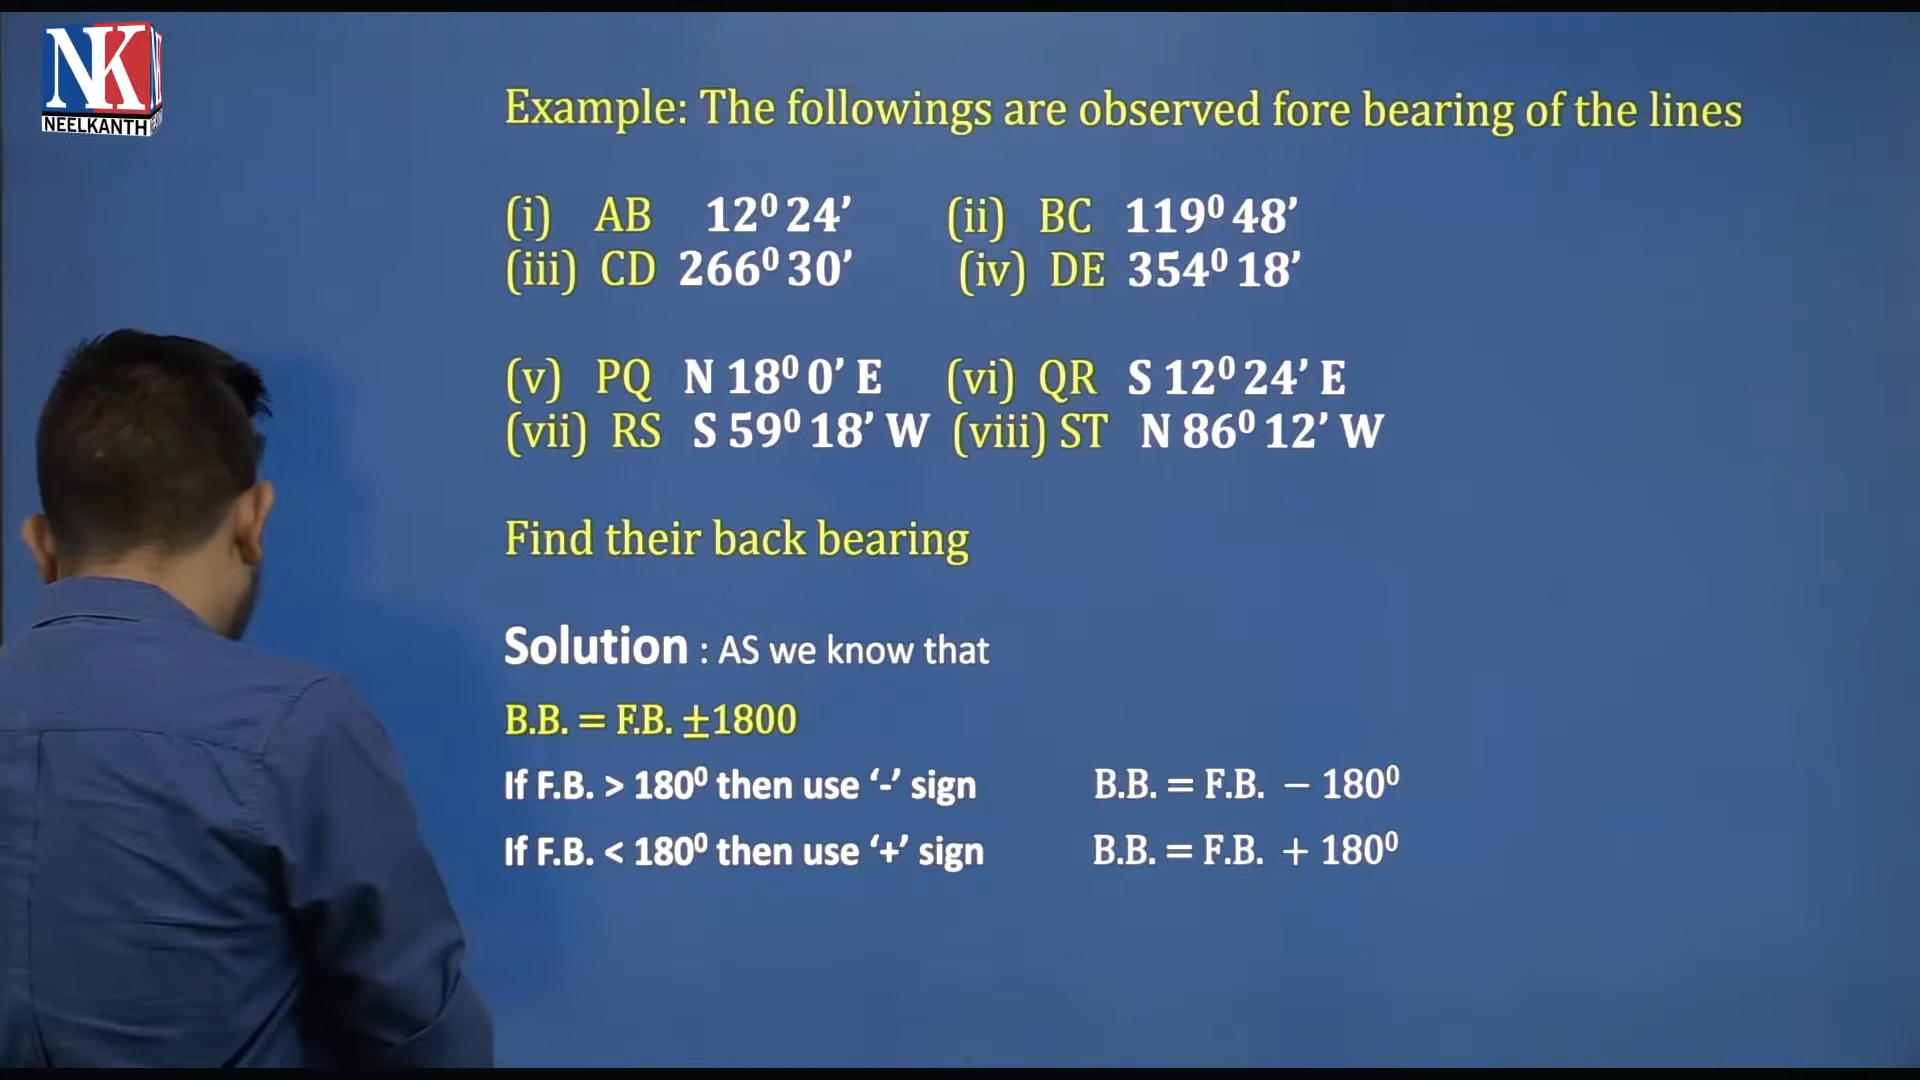 NK
NEELKANTH
Example: The followings are observed fore bearing of the lines
(i) AB 12⁰ 24’ (ii) BC 119⁰ 48’
(iii) CD 266⁰ 30’ (iv) DE 354⁰ 18’
(v) PQ N 18⁰ 0’ E (vi) QR S 12⁰ 24’ E
(vii) RS S 59⁰ 18’ W (viii) ST N 86⁰ 12’ W
Find their back bearing
Solution : AS we know that
B.B. = F.B. ±1800
If F.B. > 180⁰ then use ‘-’ sign B.B. = F.B. − 180⁰
If F.B. < 180⁰ then use ‘+’ sign B.B. = F.B. + 180⁰